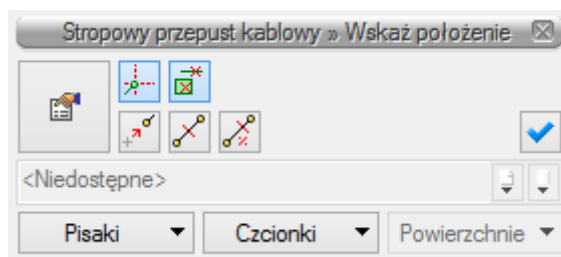 Stropowy przepust kablowy » Wskaż położenie
<Niedostępne>
Pisaki Czcionki Powierzchnie